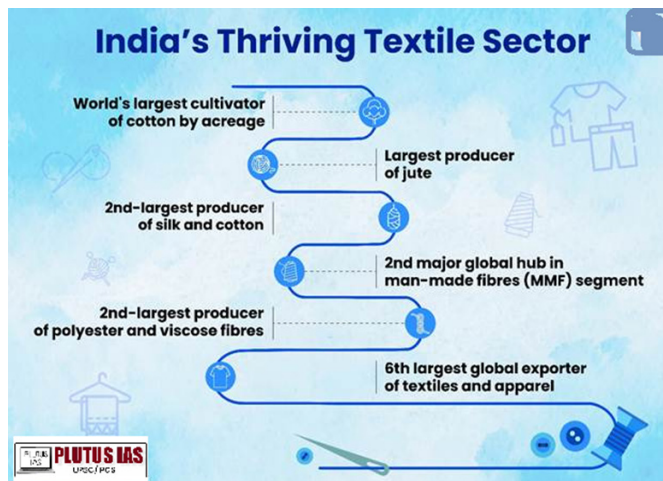 India's Thriving Textile Sector
World's largest cultivator
of cotton by acreage
Largest producer
of jute
2nd-largest producer
of silk and cotton
2nd major global hub in
man-made fibres (MMF) segment
2nd-largest producer
of polyester and viscose fibres
6th largest global exporter
of textiles and apparel
PLUTUS IAS
UPSC/PCS